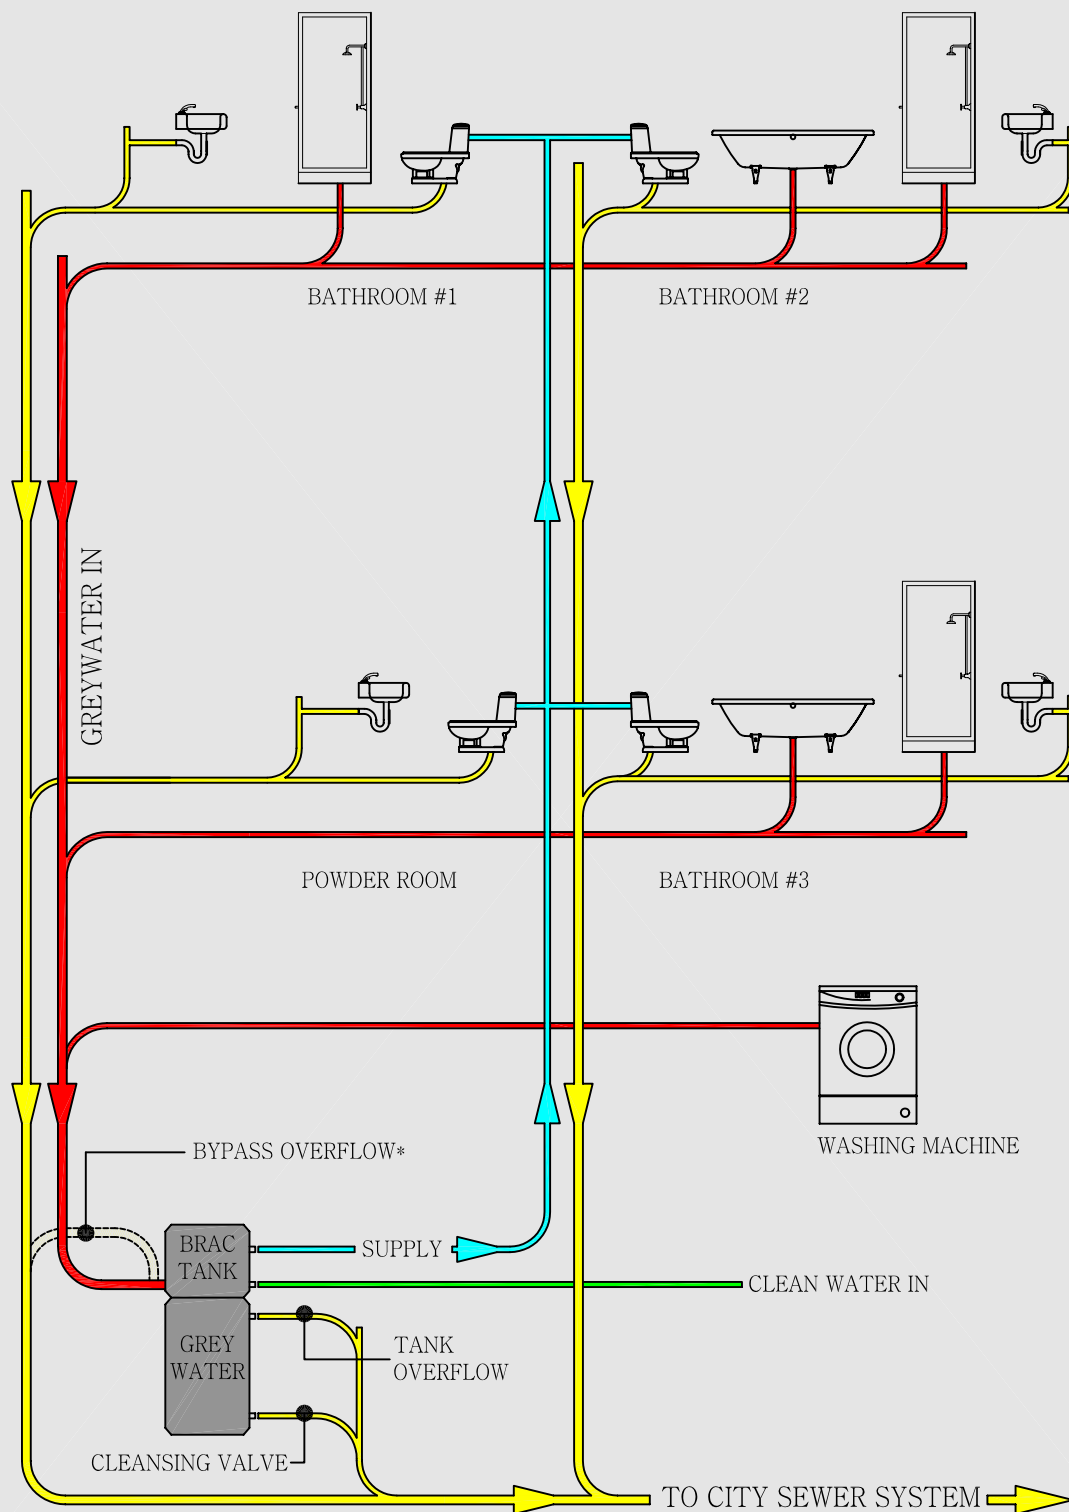 BATHROOM #1
BATHROOM #2
GREYWATER IN
POWDER ROOM
BATHROOM #3
WASHING MACHINE
BYPASS OVERFLOW*
BRAC
TANK
SUPPLY
CLEAN WATER IN
GREY
WATER
TANK
OVERFLOW
CLEANSING VALVE
TO CITY SEWER SYSTEM